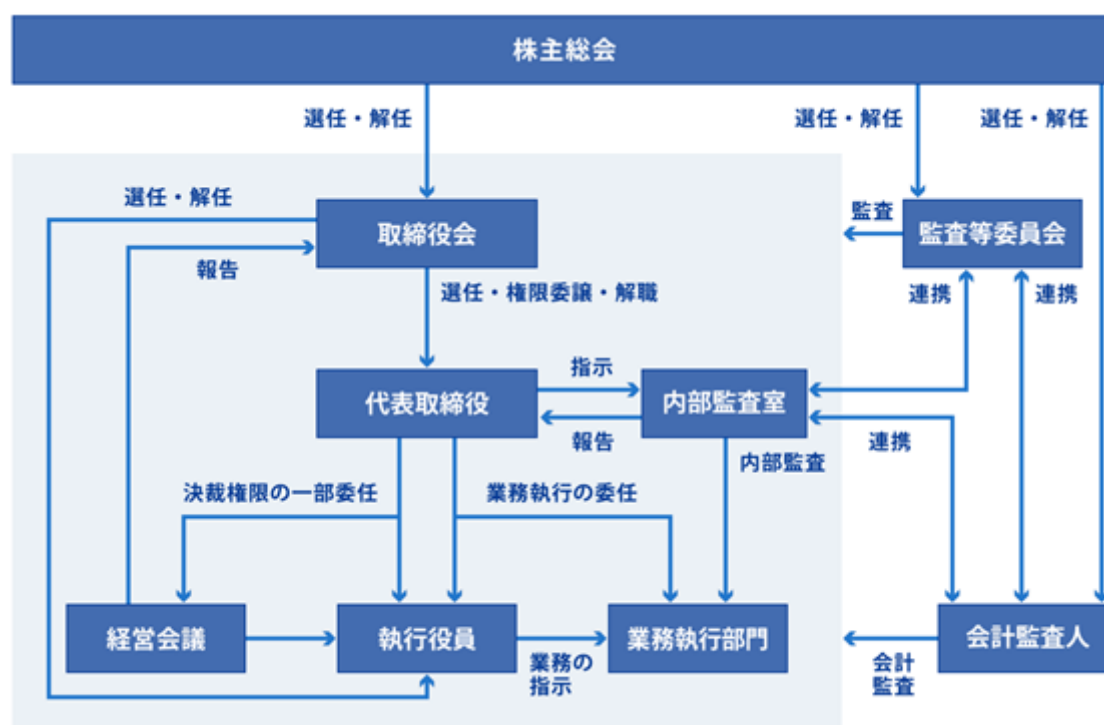 株主総会
選任・解任
選任・解任
選任・解任
選任・解任
取締役会
監査
監査等委員会
報告
選任・権限委譲・解職
連携
連携
代表取締役
指示
報告
内部監査室
連携
内部監査
決裁権限の一部委任
業務執行の委任
経営会議
執行役員
業務の
指示
業務執行部門
会計
監査
会計監査人